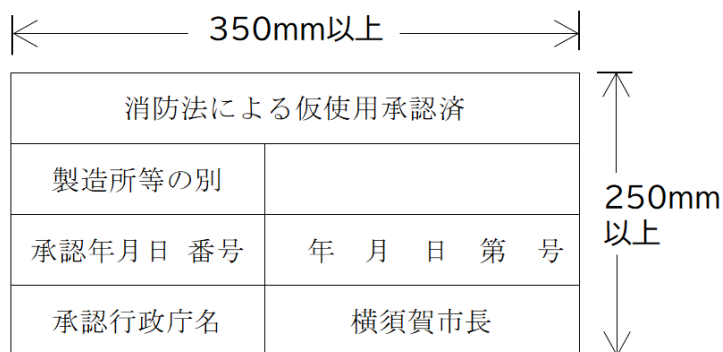 350mm以上
消防法による仮使用承認済
製造所等の別
承認年月日 番号 年 月 日 第 号
承認行政庁名 横須賀市長
250mm
以上